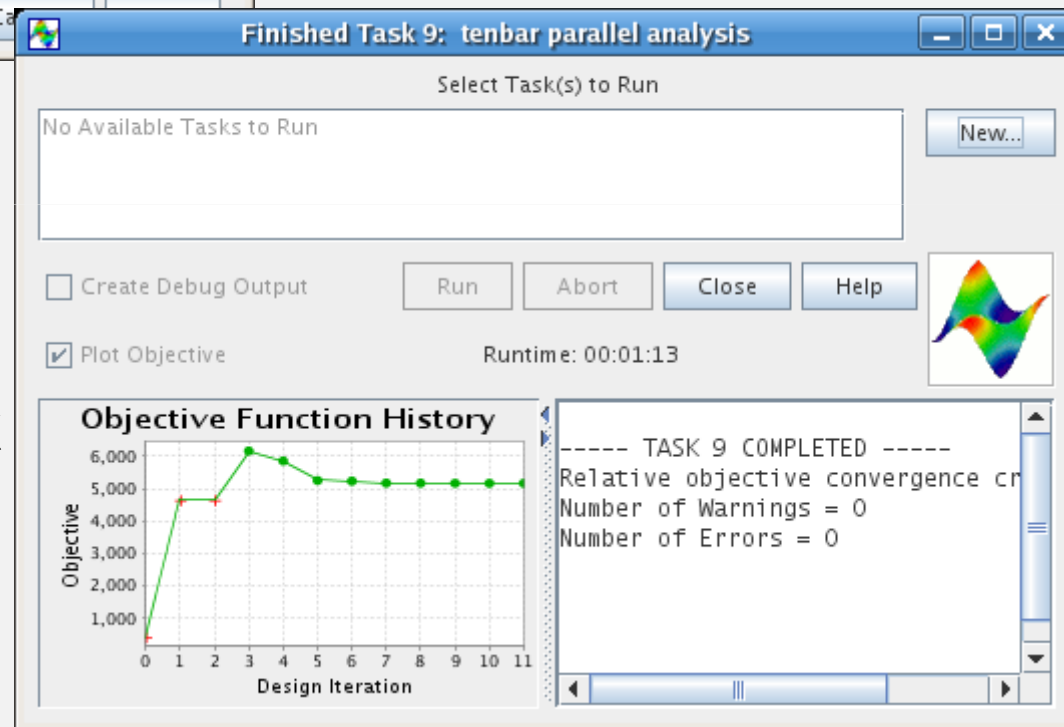 Finished Task 9: tenbar parallel analysis
Select Task(s) to Run
No Available Tasks to Run
New...
Create Debug Output
Run
Abort
Close
Help
Plot Objective
Runtime: 00:01:13
Objective Function History
Objective
6,000
5,000
4,000
3,000
2,000
1,000
0 1 2 3 4 5 6 7 8 9 10 11
Design Iteration
----- TASK 9 COMPLETED -----
Relative objective convergence cr
Number of Warnings = 0
Number of Errors = 0